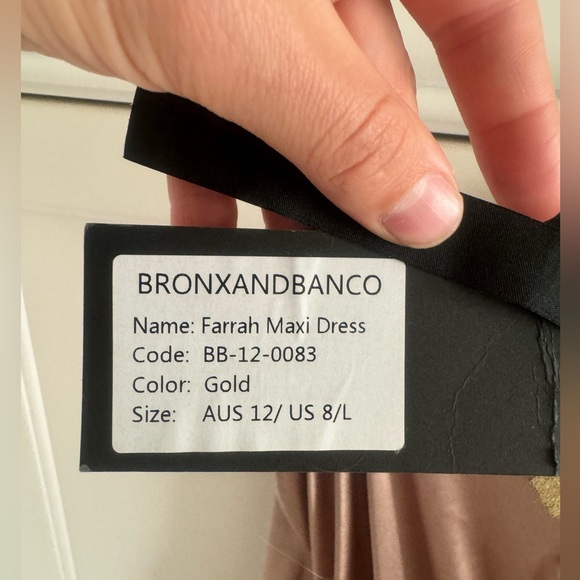 BRONXANDBANCO
Name: Farrah Maxi Dress
Code: BB-12-0083
Color: Gold
Size: AUS 12/ US 8/L